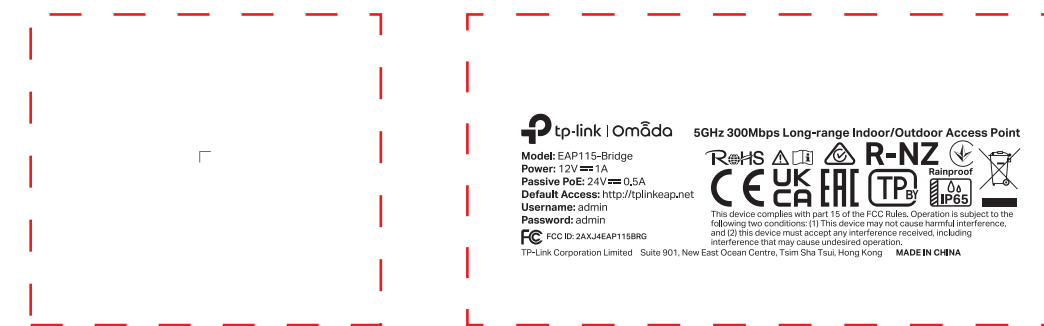 tp-link | Omada
5GHz 300Mbps Long-range Indoor/Outdoor Access Point
Model: EAP115-Bridge
Power: 12V⎓1A
Passive PoE: 24V⎓0.5A
Default Access: http://tplinkeap.net
Username: admin
Password: admin
FC FCC ID: 2AXJ4EAP115BRG
RoHS R-NZ
CE UK CA EAC TP BY
Rainproof
IP65
This device complies with part 15 of the FCC Rules. Operation is subject to the
following two conditions: (1) This device may not cause harmful interference,
and (2) this device must accept any interference received, including
interference that may cause undesired operation.
TP-Link Corporation Limited Suite 901, New East Ocean Centre, Tsim Sha Tsui, Hong Kong MADE IN CHINA